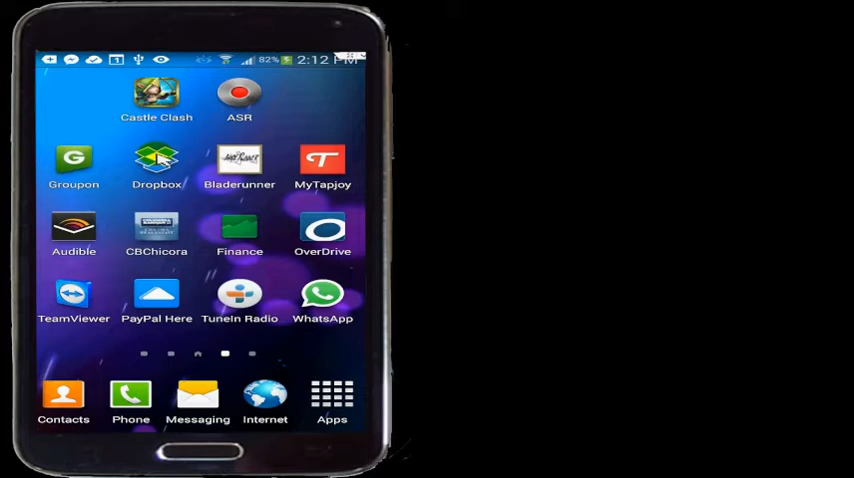 82% 2:12 PM
Castle Clash ASR
Groupon Dropbox Bladerunner MyTapjoy
Audible CBChicora Finance OverDrive
TeamViewer PayPal Here TuneIn Radio WhatsApp
Contacts Phone Messaging Internet Apps